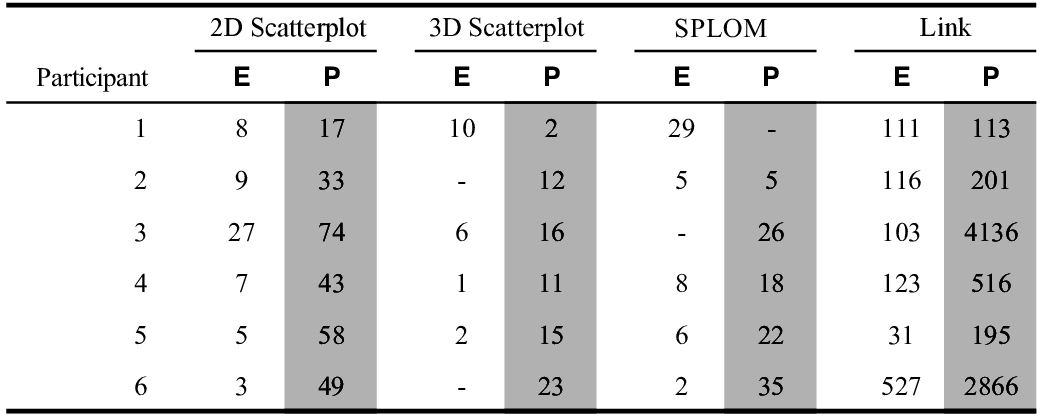 2D Scatterplot 3D Scatterplot SPLOM Link
Participant E P E P E P E P
1 8 17 10 2 29 - 111 113
2 9 33 - 12 5 5 116 201
3 27 74 6 16 - 26 103 4136
4 7 43 1 11 8 18 123 516
5 5 58 2 15 6 22 31 195
6 3 49 - 23 2 35 527 2866